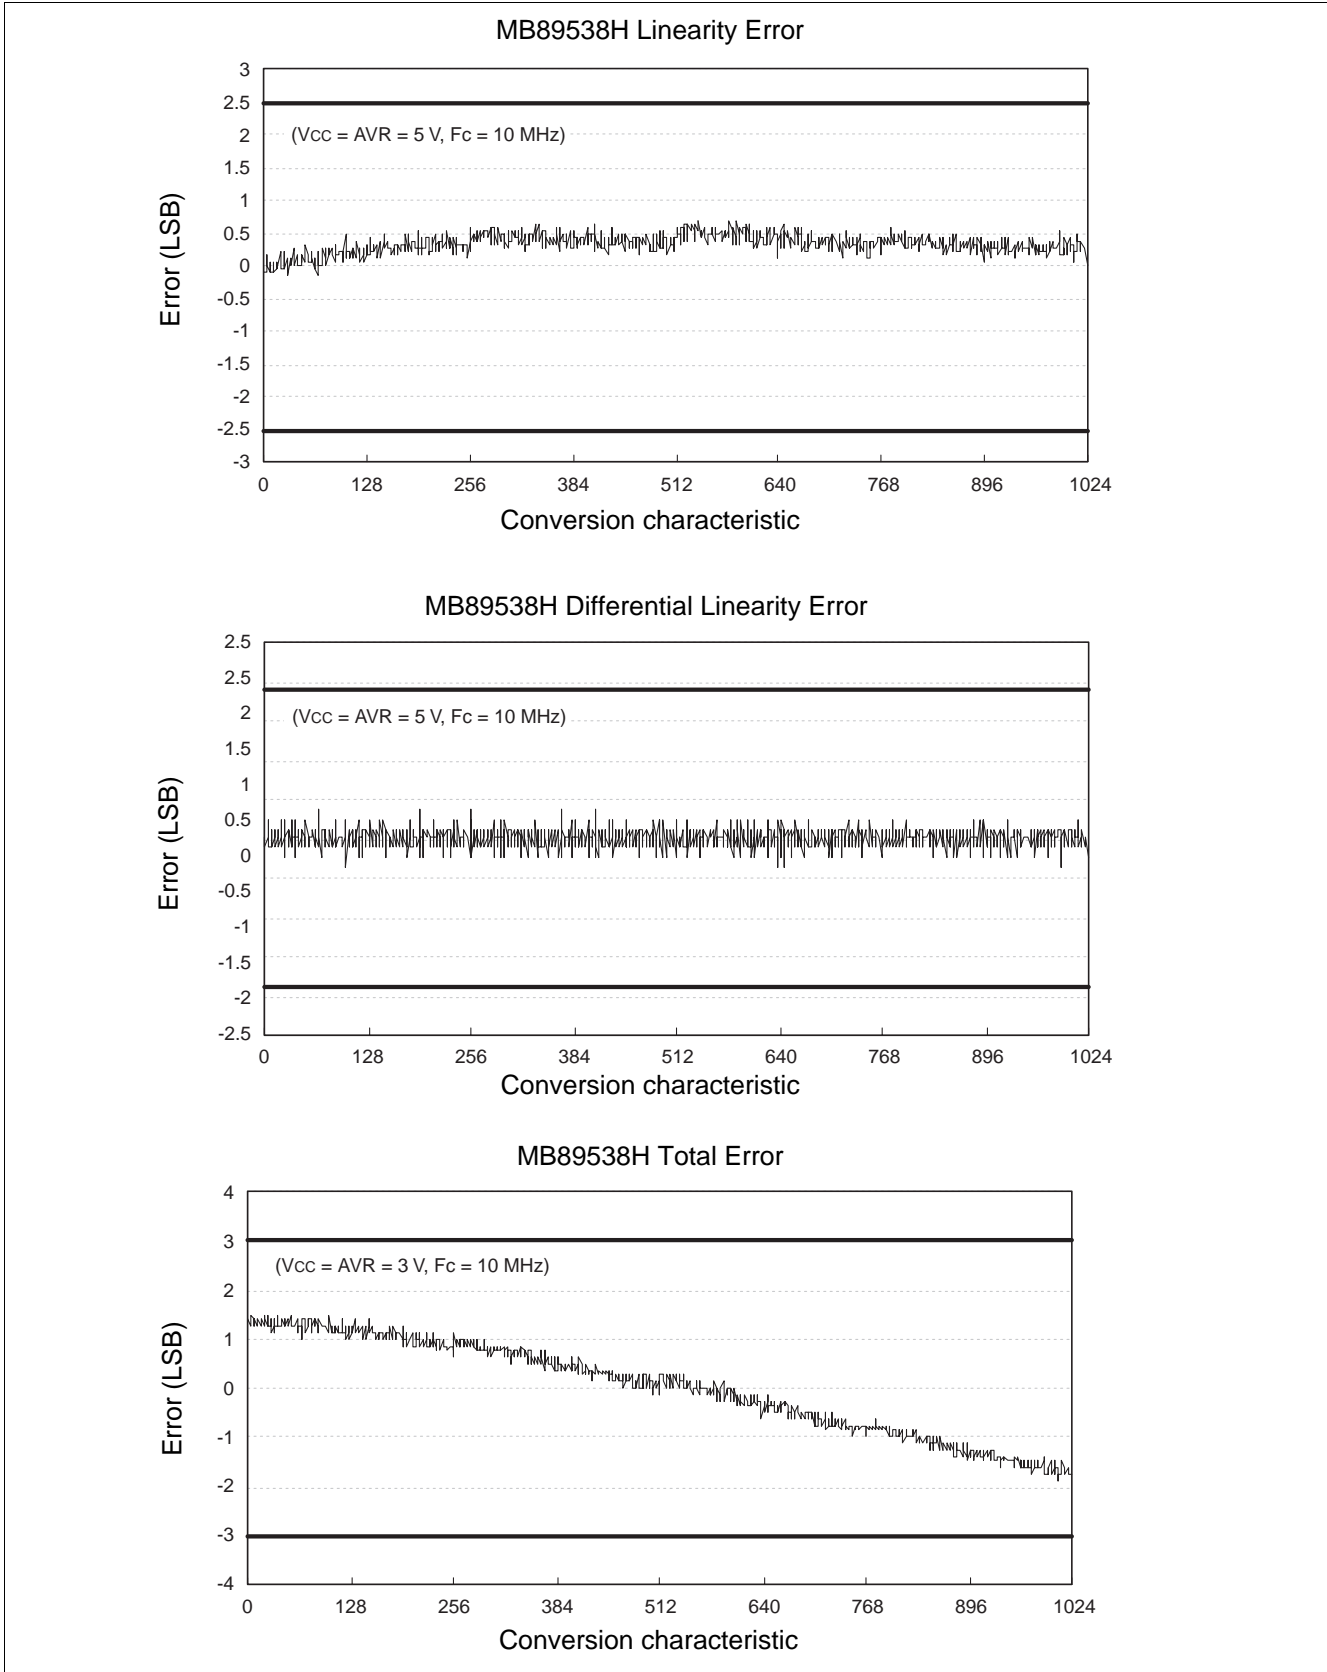 MB89538H Linearity Error
3
2.5
(VCC = AVR = 5 V, FC = 10 MHz)
2
1.5
1
0.5
0
-0.5
-1
-1.5
-2
-2.5
-3
Error (LSB)
0 128 256 384 512 640 768 896 1024
Conversion characteristic
MB89538H Differential Linearity Error
2.5
2.5
2
(VCC = AVR = 5 V, FC = 10 MHz)
1.5
1
0.5
0
-0.5
-1
-1.5
-2
-2.5
Error (LSB)
0 128 256 384 512 640 768 896 1024
Conversion characteristic
MB89538H Total Error
4
3
(VCC = AVR = 3 V, FC = 10 MHz)
2
1
0
-1
-2
-3
-4
Error (LSB)
0 128 256 384 512 640 768 896 1024
Conversion characteristic